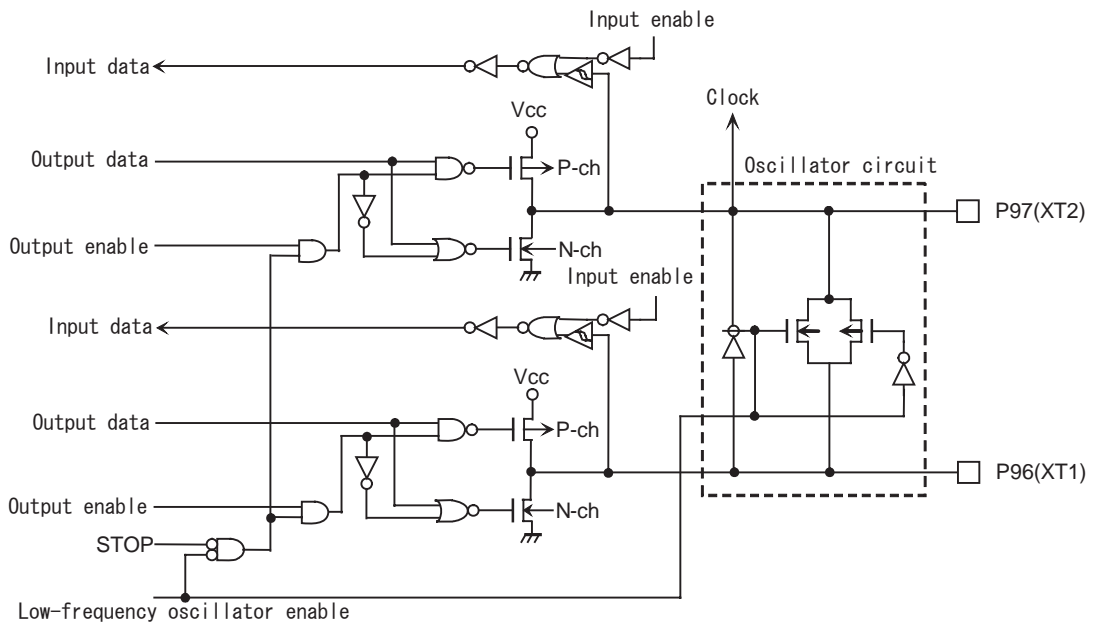 Input enable
Input data
Clock
Vcc
Oscillator circuit
Output data
P-ch
P97(XT2)
Output enable
N-ch
Input enable
Input data
Vcc
Output data
P-ch
P96(XT1)
Output enable
N-ch
STOP
Low-frequency oscillator enable